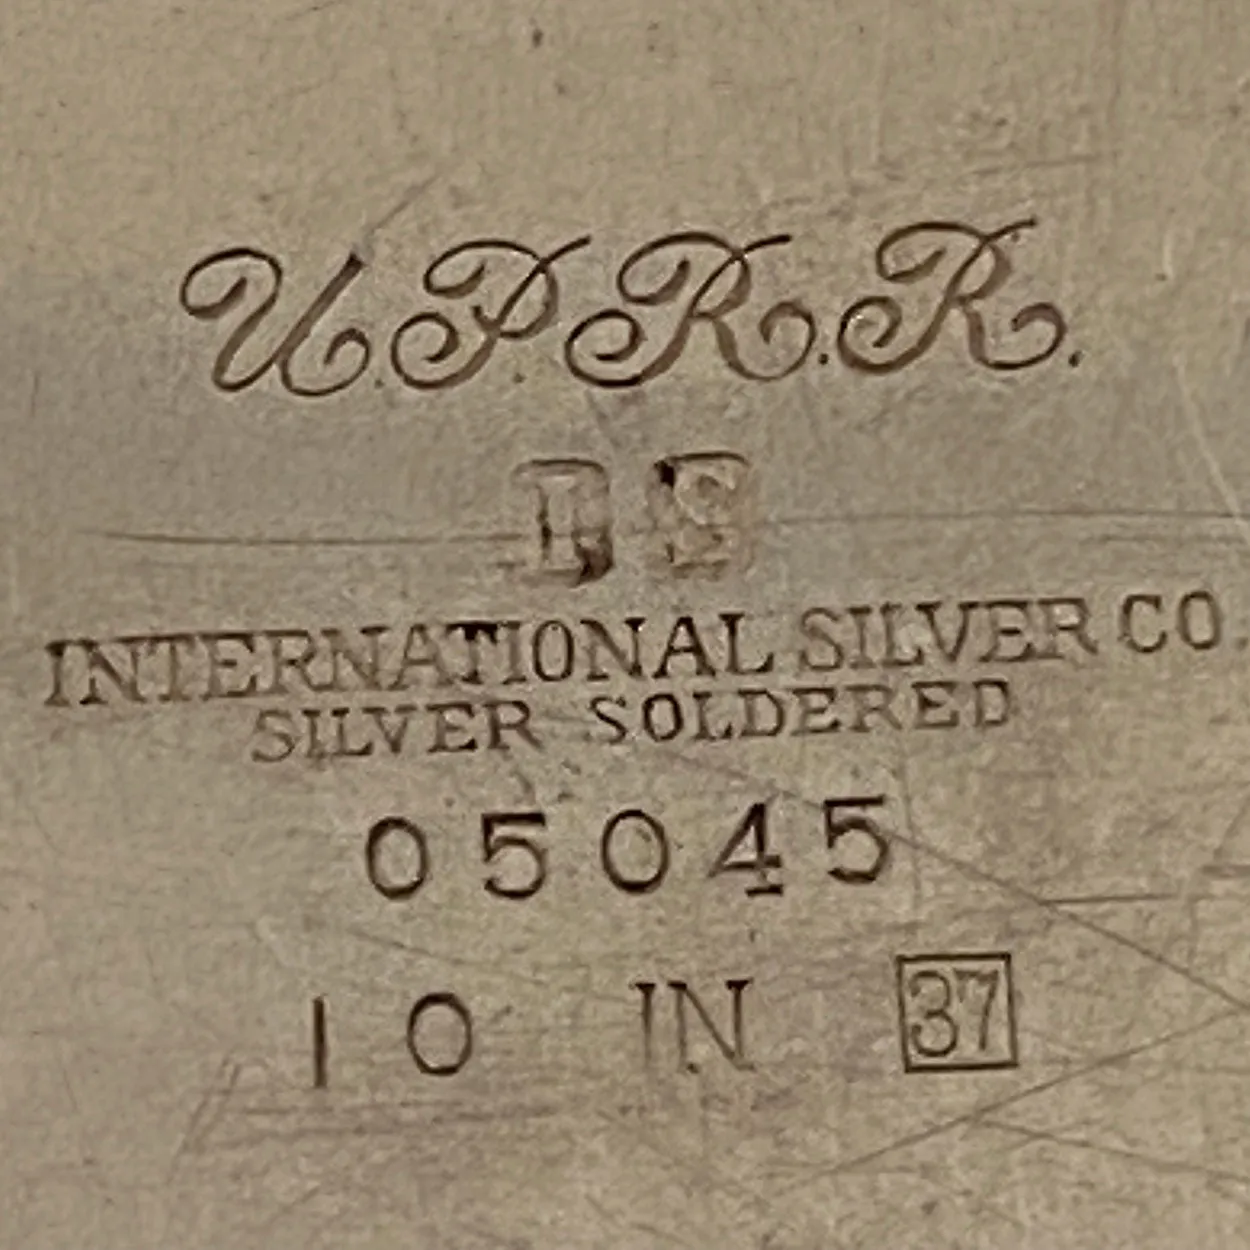 U.P.R.R.
I S
INTERNATIONAL SILVER CO.
SILVER SOLDERED
05045
10 IN 37